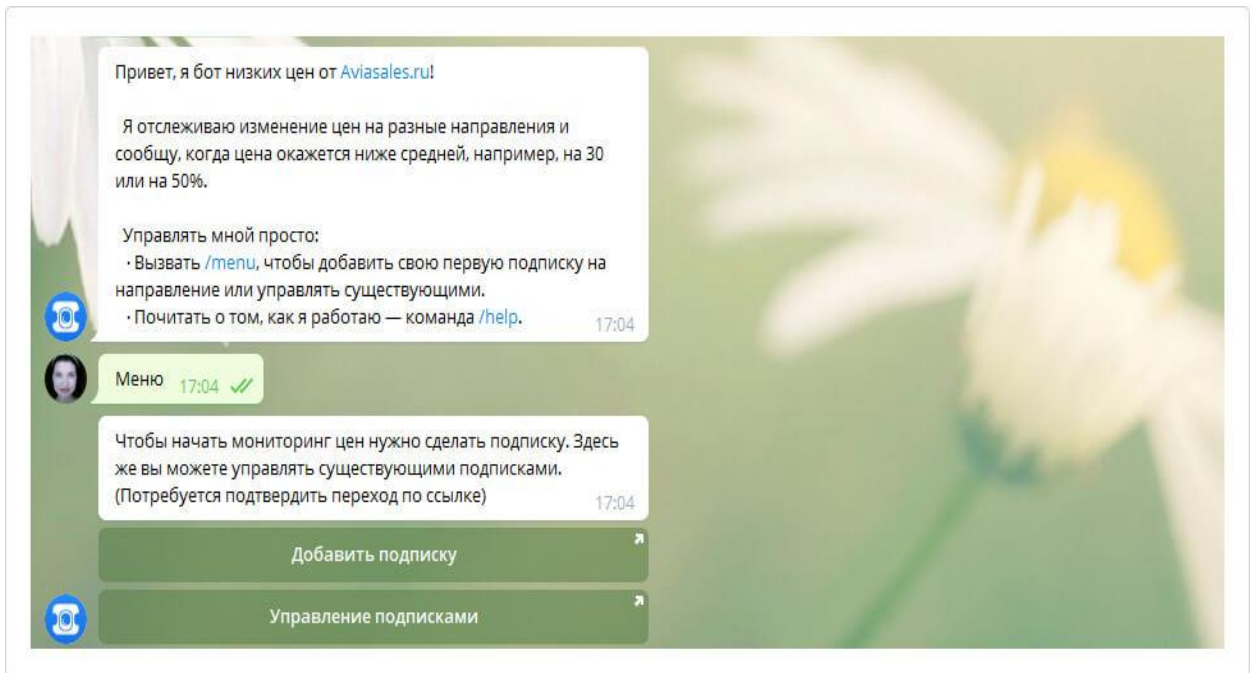 Привет, я бот низких цен от Aviasales.ru!
Я отслеживаю изменение цен на разные направления и
сообщу, когда цена окажется ниже средней, например, на 30
или на 50%.
Управлять мной просто:
· Вызвать /menu, чтобы добавить свою первую подписку на
направление или управлять существующими.
· Почитать о том, как я работаю — команда /help.
17:04
Меню 17:04
Чтобы начать мониторинг цен нужно сделать подписку. Здесь
же вы можете управлять существующими подписками.
(Потребуется подтвердить переход по ссылке)
17:04
Добавить подписку
Управление подписками